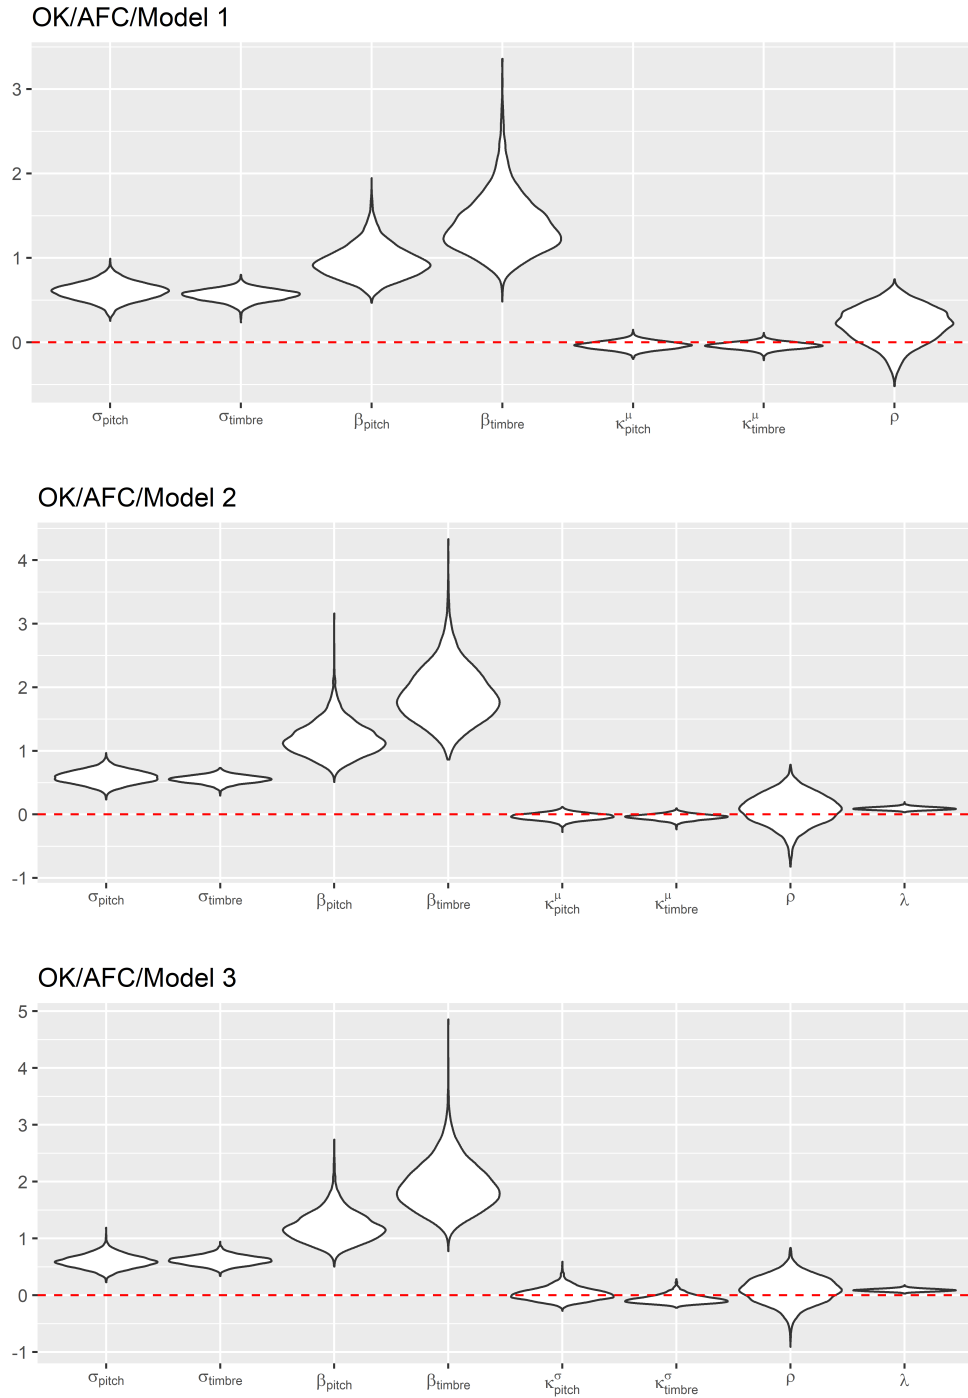 OK/AFC/Model 1
3
2
1
0
σpitch σtimbre βpitch βtimbre κμpitch κμtimbre ρ
OK/AFC/Model 2
4
3
2
1
0
-1
σpitch σtimbre βpitch βtimbre κμpitch κμtimbre ρ λ
OK/AFC/Model 3
5
4
3
2
1
0
-1
σpitch σtimbre βpitch βtimbre κσpitch κσtimbre ρ λ